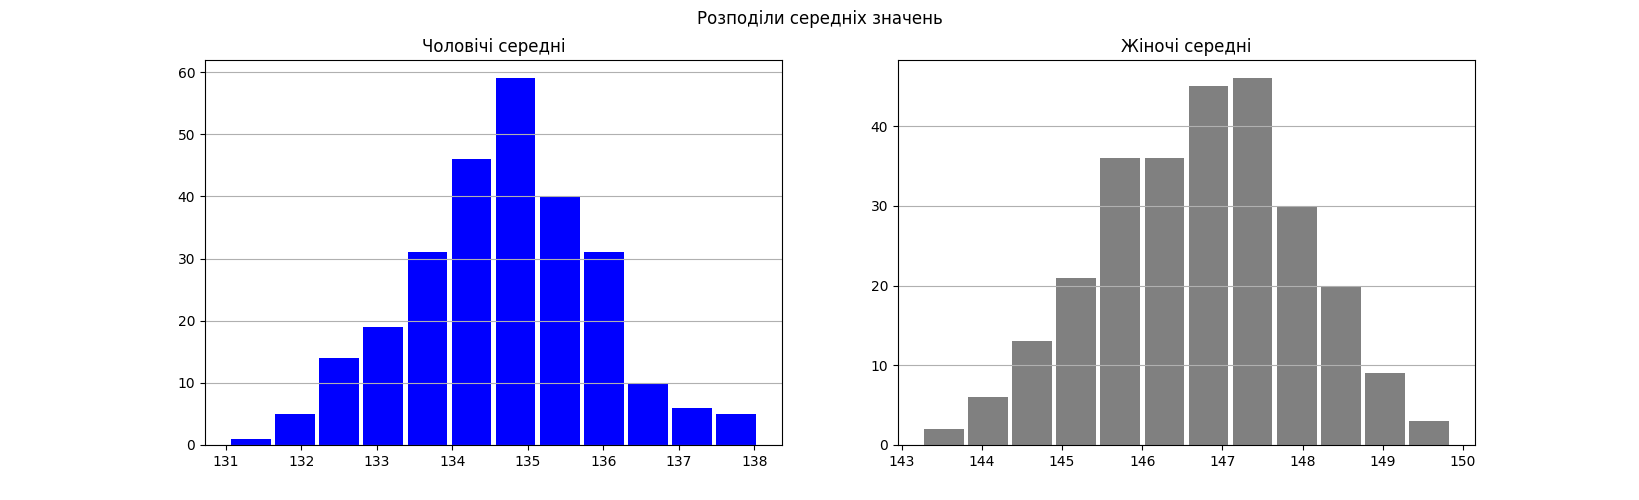 Розподіли середніх значень
Чоловічі середні
60
50
40
30
20
10
0
131 132 133 134 135 136 137 138
Жіночі середні
40
30
20
10
0
143 144 145 146 147 148 149 150